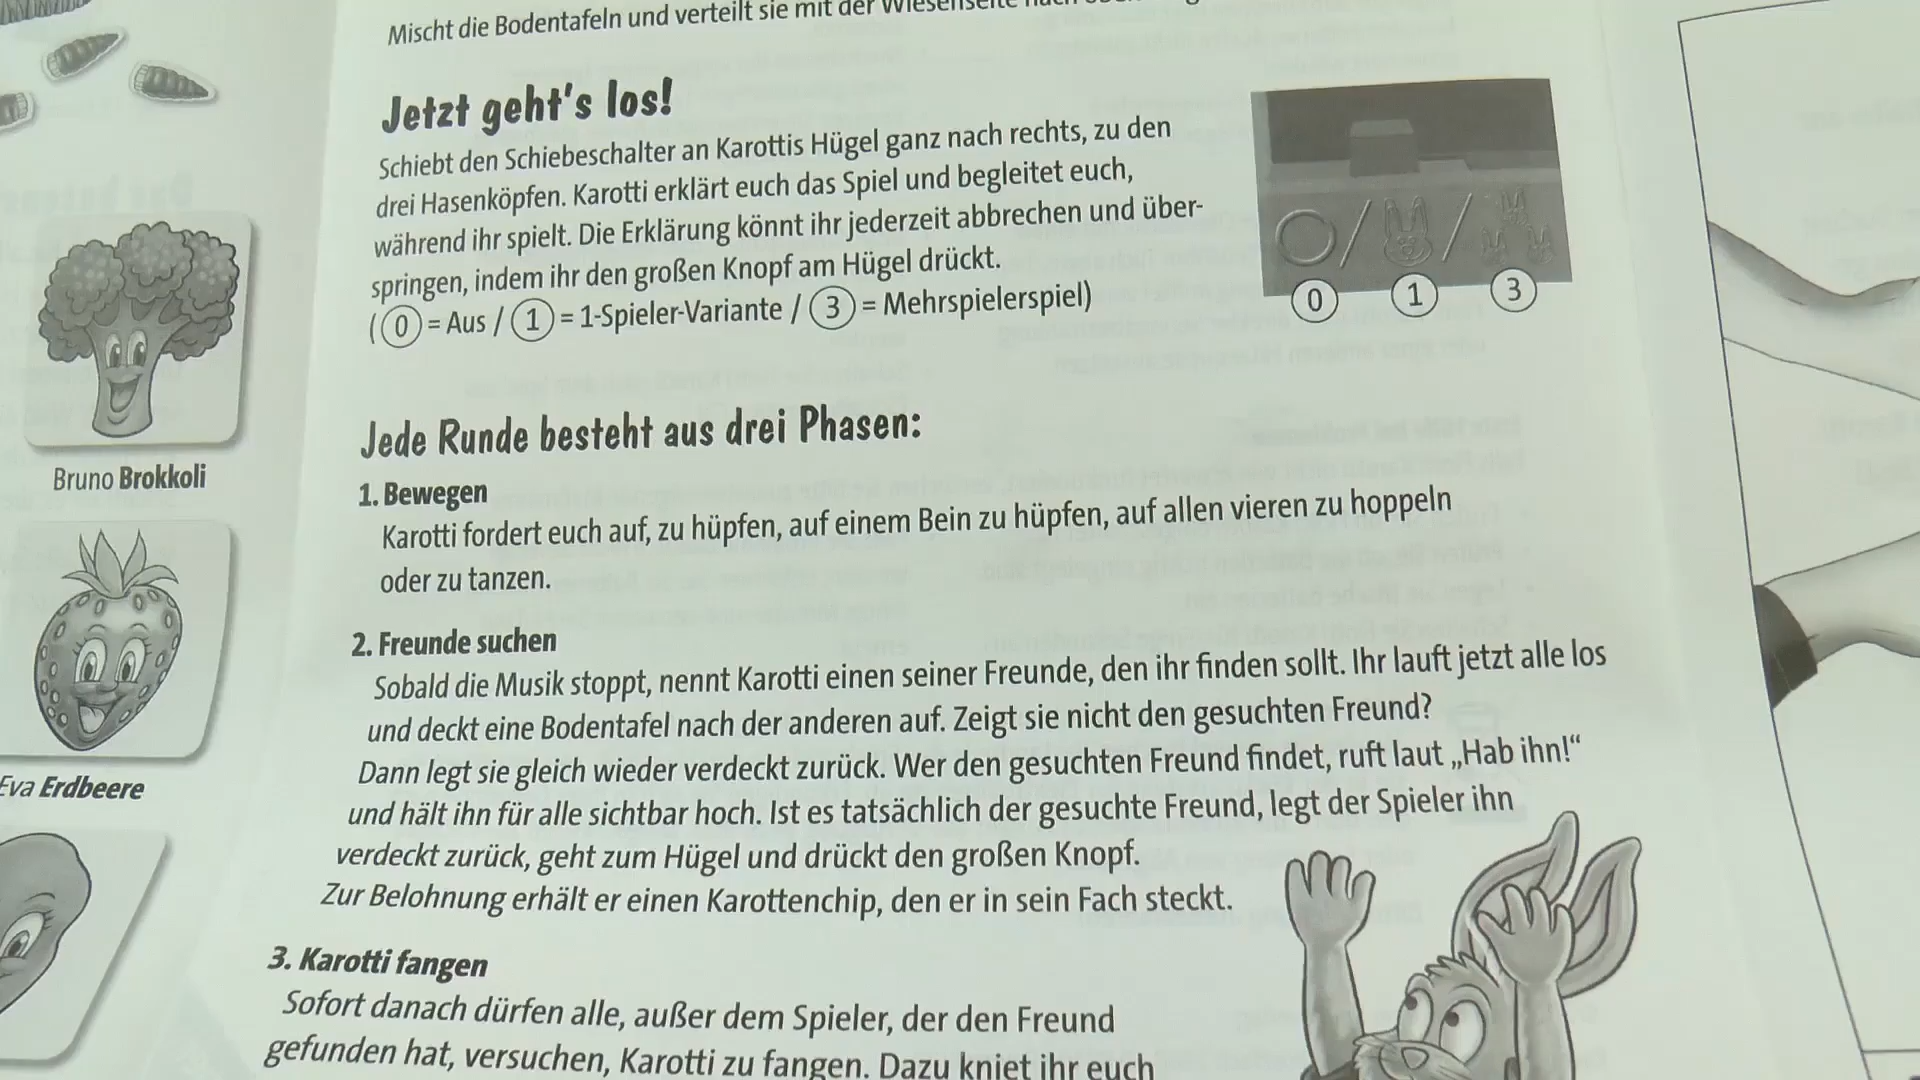 Mischt die Bodentafeln und verteilt sie mit der Wiesenseite nach
Jetzt geht's los!
Schiebt den Schiebeschalter an Karottis Hügel ganz nach rechts, zu den
drei Hasenköpfen. Karotti erklärt euch das Spiel und begleitet euch,
während ihr spielt. Die Erklärung könnt ihr jederzeit abbrechen und über-
springen, indem ihr den großen Knopf am Hügel drückt.
(0 = Aus / 1 = 1-Spieler-Variante / 3 = Mehrspielerspiel)
0 1 3
Jede Runde besteht aus drei Phasen:
1. Bewegen
Karotti fordert euch auf, zu hüpfen, auf einem Bein zu hüpfen, auf allen vieren zu hoppeln
oder zu tanzen.
2. Freunde suchen
Sobald die Musik stoppt, nennt Karotti einen seiner Freunde, den ihr finden sollt. Ihr lauft jetzt alle los
und deckt eine Bodentafel nach der anderen auf. Zeigt sie nicht den gesuchten Freund?
Dann legt sie gleich wieder verdeckt zurück. Wer den gesuchten Freund findet, ruft laut „Hab ihn!“
und hält ihn für alle sichtbar hoch. Ist es tatsächlich der gesuchte Freund, legt der Spieler ihn
verdeckt zurück, geht zum Hügel und drückt den großen Knopf.
Zur Belohnung erhält er einen Karottenchip, den er in sein Fach steckt.
3. Karotti fangen
Sofort danach dürfen alle, außer dem Spieler, der den Freund
gefunden hat, versuchen, Karotti zu fangen. Dazu kniet ihr euch
Bruno Brokkoli
Eva Erdbeere